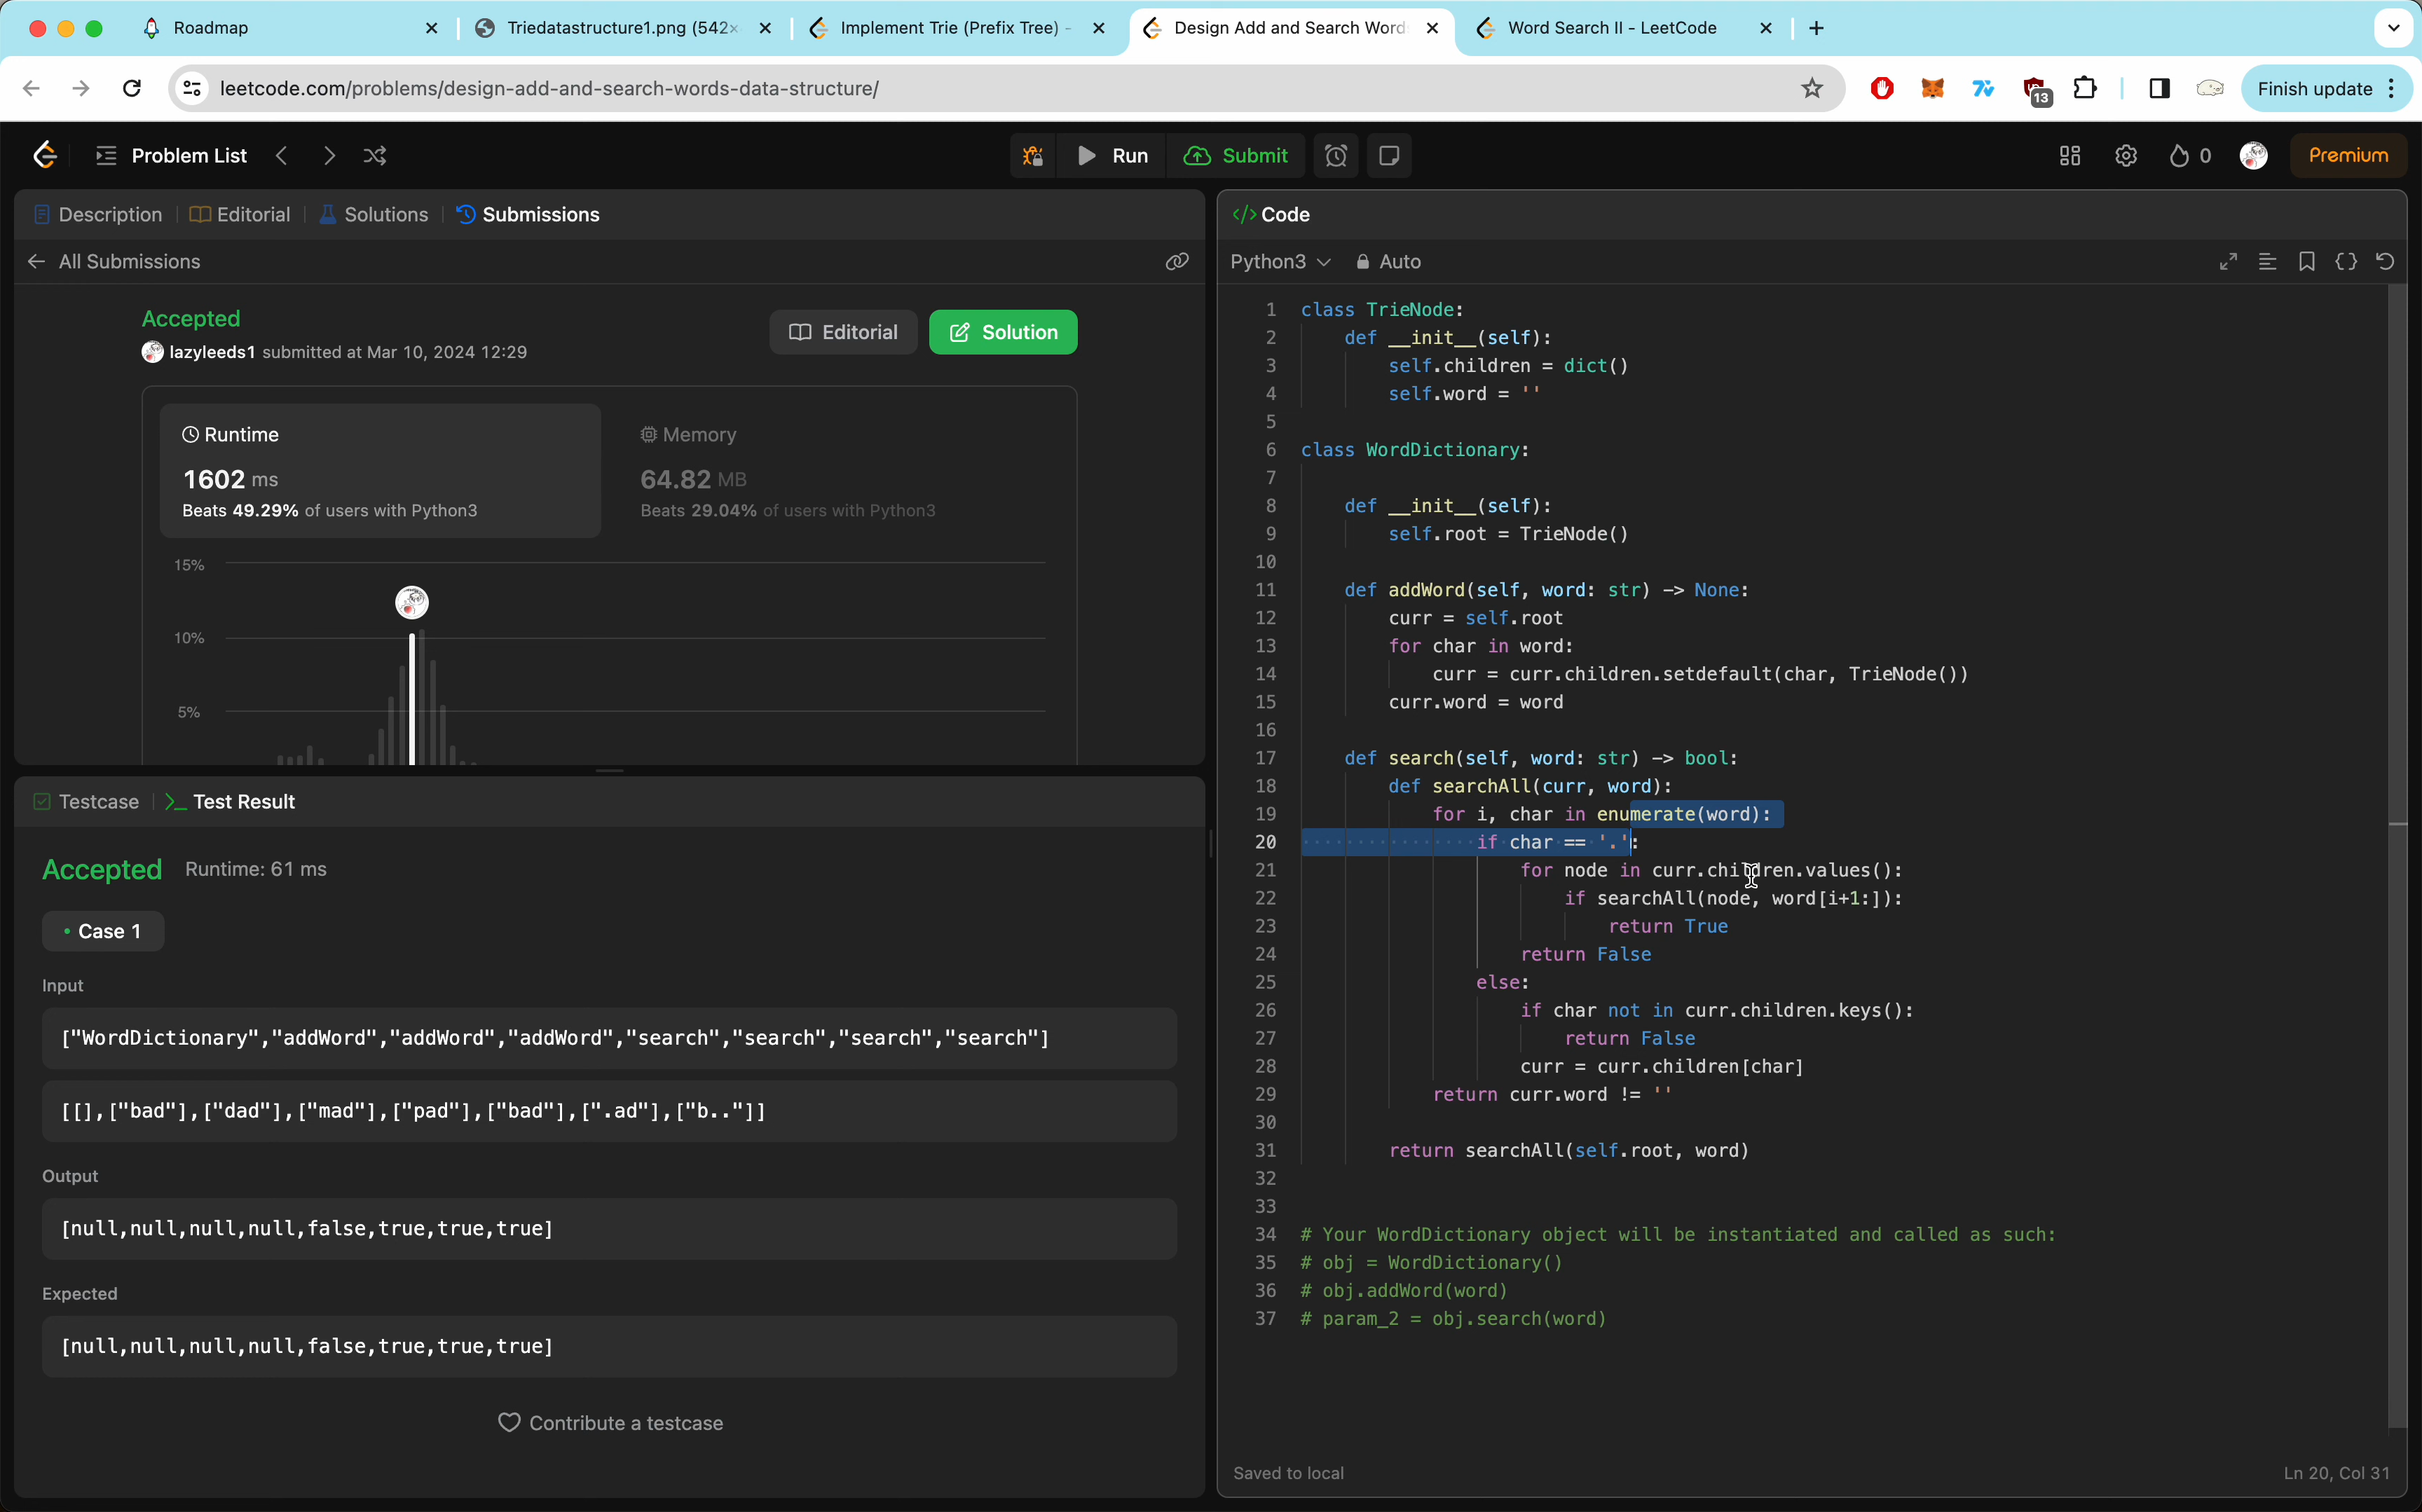 Roadmap
Triedatastructure1.png (542×
Implement Trie (Prefix Tree) -
Design Add and Search Word
Word Search II - LeetCode
leetcode.com/problems/design-add-and-search-words-data-structure/
13
Finish update
Problem List
Run
Submit
0
Premium
Description
Editorial
Solutions
Submissions
All Submissions
Accepted
lazyleeds1 submitted at Mar 10, 2024 12:29
Editorial
Solution
Runtime
1602 ms
Beats 49.29% of users with Python3
Memory
64.82 MB
Beats 29.04% of users with Python3
15%
10%
5%
Testcase
Test Result
Accepted Runtime: 61 ms
• Case 1
Input
["WordDictionary","addWord","addWord","addWord","search","search","search","search"]
[[],["bad"],["dad"],["mad"],["pad"],["bad"],[".ad"],["b.."]]
Output
[null,null,null,null,false,true,true,true]
Expected
[null,null,null,null,false,true,true,true]
Contribute a testcase
</> Code
Python3
Auto
1 class TrieNode:
2     def __init__(self):
3         self.children = dict()
4         self.word = ''
5
6 class WordDictionary:
7
8     def __init__(self):
9         self.root = TrieNode()
10
11     def addWord(self, word: str) -> None:
12         curr = self.root
13         for char in word:
14             curr = curr.children.setdefault(char, TrieNode())
15         curr.word = word
16
17     def search(self, word: str) -> bool:
18         def searchAll(curr, word):
19             for i, char in enumerate(word):
20                 if char == '.':
21                     for node in curr.children.values():
22                         if searchAll(node, word[i+1:]):
23                             return True
24                     return False
25                 else:
26                     if char not in curr.children.keys():
27                         return False
28                     curr = curr.children[char]
29             return curr.word != ''
30
31         return searchAll(self.root, word)
32
33
34 # Your WordDictionary object will be instantiated and called as such:
35 # obj = WordDictionary()
36 # obj.addWord(word)
37 # param_2 = obj.search(word)
Saved to local
Ln 20, Col 31